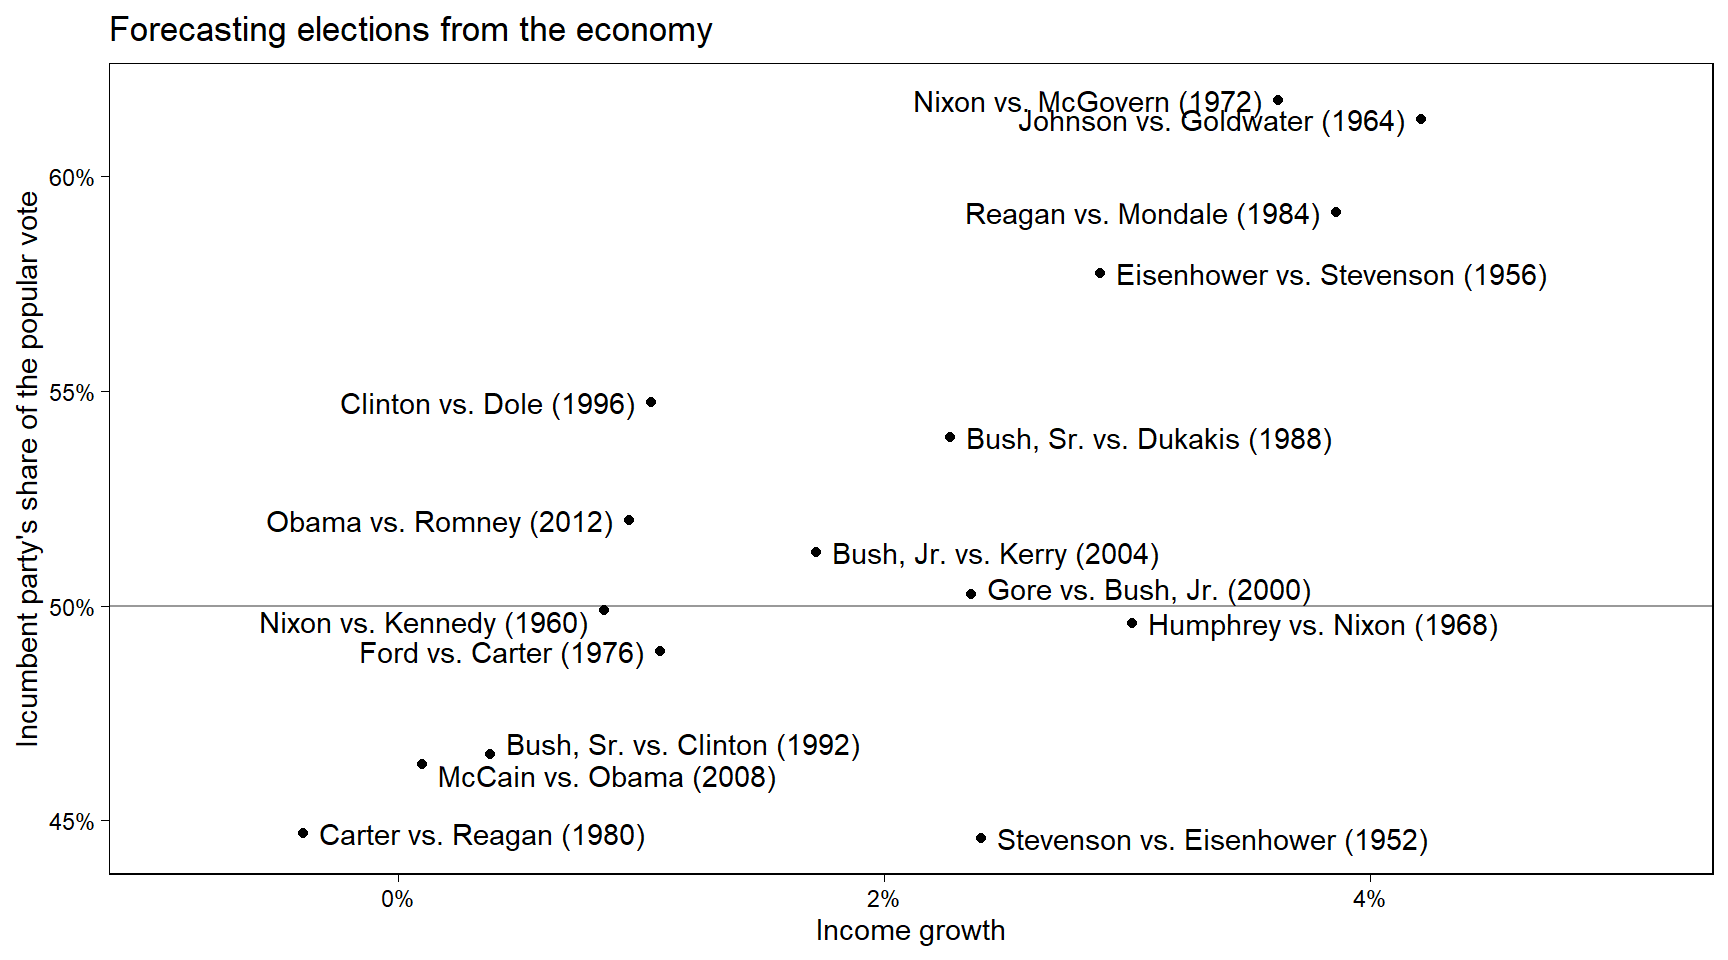 Forecasting elections from the economy
Incumbent party's share of the popular vote
60%
55%
50%
45%
Nixon vs. McGovern (1972)
Johnson vs. Goldwater (1964)
Reagan vs. Mondale (1984)
Eisenhower vs. Stevenson (1956)
Clinton vs. Dole (1996)
Bush, Sr. vs. Dukakis (1988)
Obama vs. Romney (2012)
Bush, Jr. vs. Kerry (2004)
Gore vs. Bush, Jr. (2000)
Nixon vs. Kennedy (1960)
Humphrey vs. Nixon (1968)
Ford vs. Carter (1976)
Bush, Sr. vs. Clinton (1992)
McCain vs. Obama (2008)
Carter vs. Reagan (1980)
Stevenson vs. Eisenhower (1952)
0%
2%
4%
Income growth